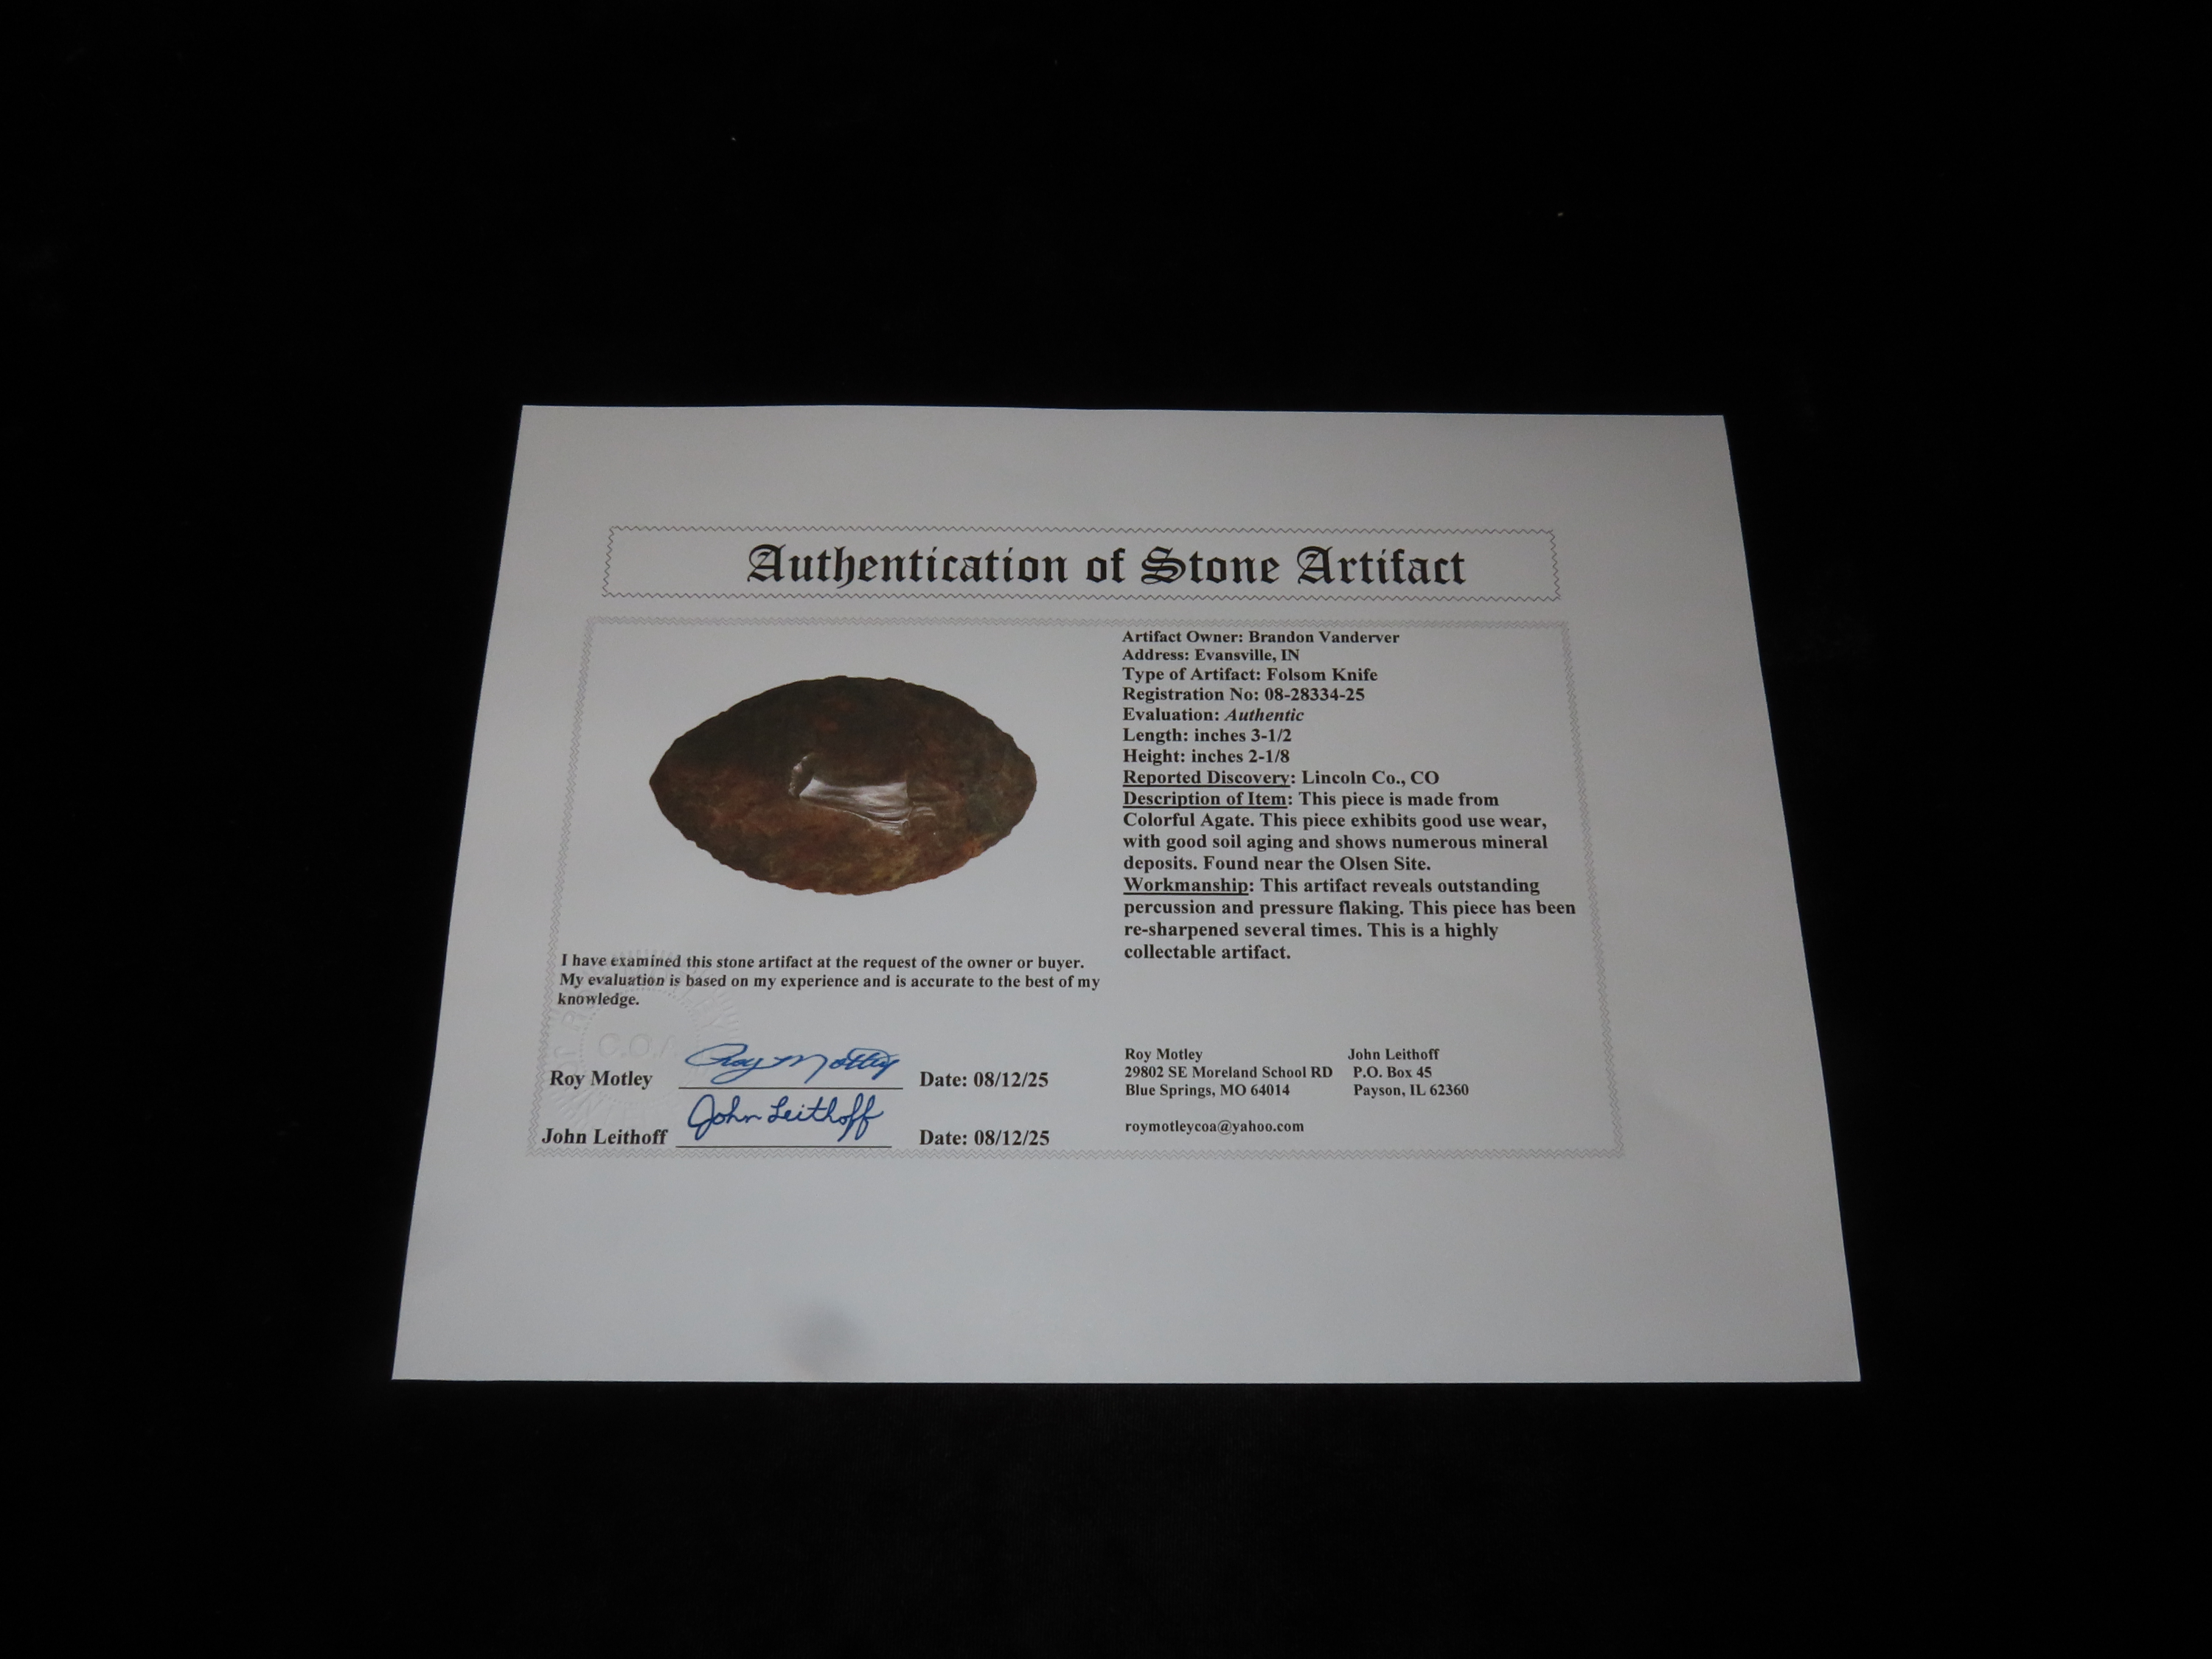 Authentication of Stone Artifact
Artifact Owner: Brandon Vanderver
Address: Evansville, IN
Type of Artifact: Folsom Knife
Registration No: 08-28334-25
Evaluation: Authentic
Length: inches 3-1/2
Height: inches 2-1/8
Reported Discovery: Lincoln Co., CO
Description of Item: This piece is made from
Colorful Agate. This piece exhibits good use wear,
with good soil aging and shows numerous mineral
deposits. Found near the Olsen Site.
Workmanship: This artifact reveals outstanding
percussion and pressure flaking. This piece has been
re-sharpened several times. This is a highly
collectable artifact.
I have examined this stone artifact at the request of the owner or buyer.
My evaluation is based on my experience and is accurate to the best of my
knowledge.
Roy Motley Roy Motley Date: 08/12/25
John Leithoff John Leithoff Date: 08/12/25
Roy Motley John Leithoff
29802 SE Moreland School RD P.O. Box 45
Blue Springs, MO 64014 Payson, IL 62360
roymotleycoa@yahoo.com